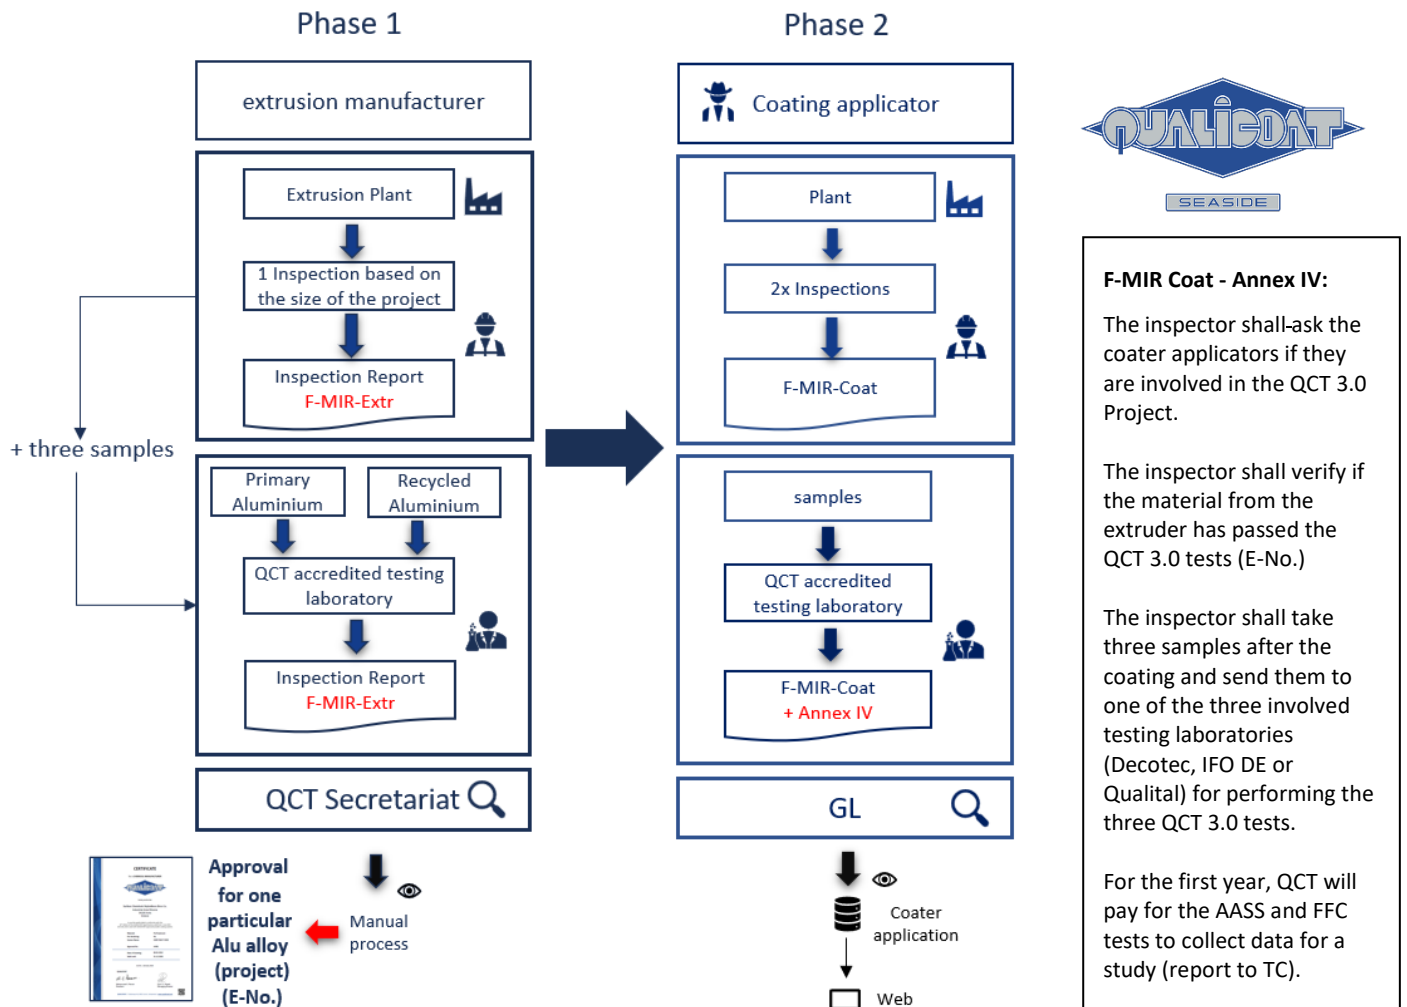 Phase 1
Phase 2
extrusion manufacturer
Coating applicator
QUALICOAT
SEASIDE
Extrusion Plant
1 Inspection based on
the size of the project
Inspection Report
F-MIR-Extr
+ three samples
Primary
Aluminium
Recycled
Aluminium
QCT accredited testing
laboratory
Inspection Report
F-MIR-Extr
QCT Secretariat
Approval
for one
particular
Alu alloy
(project)
(E-No.)
Manual
process
CERTIFICATE
Plant
2x Inspections
F-MIR-Coat
samples
QCT accredited
testing laboratory
F-MIR-Coat
+ Annex IV
GL
Coater
application
Web
F-MIR Coat - Annex IV:
The inspector shall ask the
coater applicators if they
are involved in the QCT 3.0
Project.
The inspector shall verify if
the material from the
extruder has passed the
QCT 3.0 tests (E-No.)
The inspector shall take
three samples after the
coating and send them to
one of the three involved
testing laboratories
(Decotec, IFO DE or
Qualital) for performing the
three QCT 3.0 tests.
For the first year, QCT will
pay for the AASS and FFC
tests to collect data for a
study (report to TC).